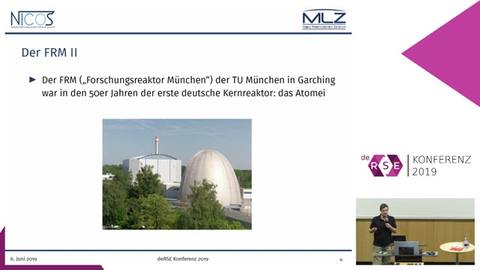 NICOS
MLZ
Der FRM II
Der FRM („Forschungsreaktor München“) der TU München in Garching
war in den 50er Jahren der erste deutsche Kernreaktor: das Atomei
de
RSE
KONFERENZ
2019
6. Juni 2019
deRSE Konferenz 2019
4